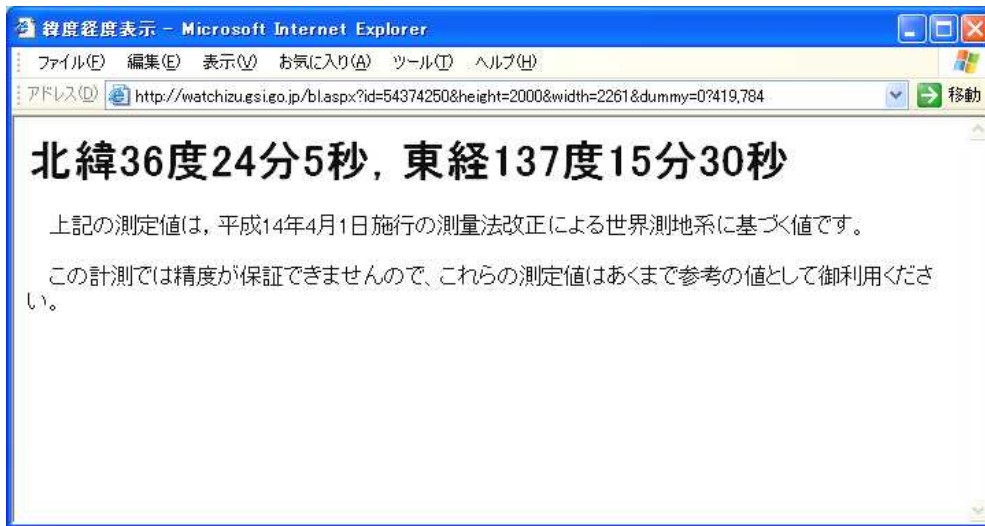 緯度経度表示 - Microsoft Internet Explorer
ファイル(F) 編集(E) 表示(V) お気に入り(A) ツール(T) ヘルプ(H)
アドレス(D) http://watchizu.gsi.go.jp/bl.aspx?id=54374250&height=2000&width=2261&dummy=0?419,784 移動
北緯36度24分5秒，東経137度15分30秒
上記の測定値は，平成14年4月1日施行の測量法改正による世界測地系に基づく値です。
この計測では精度が保証できませんので、これらの測定値はあくまで参考の値として御利用くださ
い。